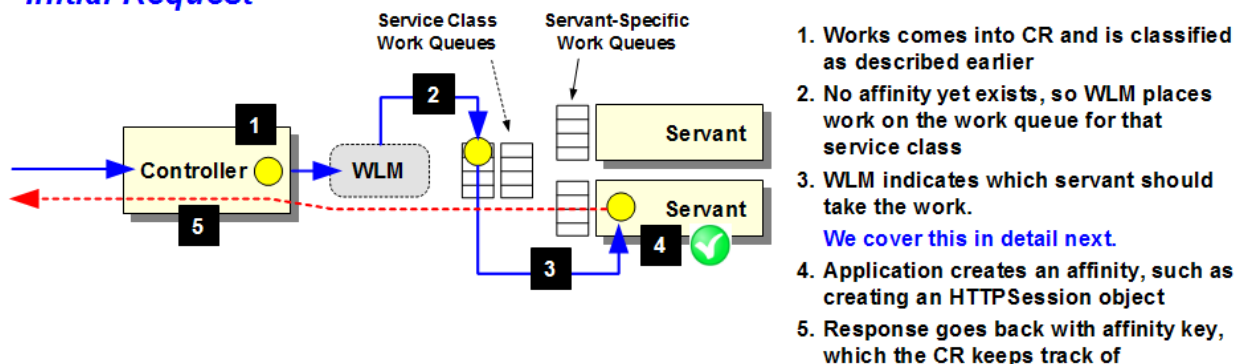 Initial Request
Service Class
Work Queues
Servant-Specific
Work Queues
1
2
Controller
WLM
Servant
Servant
5
4
3
1. Works comes into CR and is classified
as described earlier
2. No affinity yet exists, so WLM places
work on the work queue for that
service class
3. WLM indicates which servant should
take the work.
We cover this in detail next.
4. Application creates an affinity, such as
creating an HTTPSession object
5. Response goes back with affinity key,
which the CR keeps track of